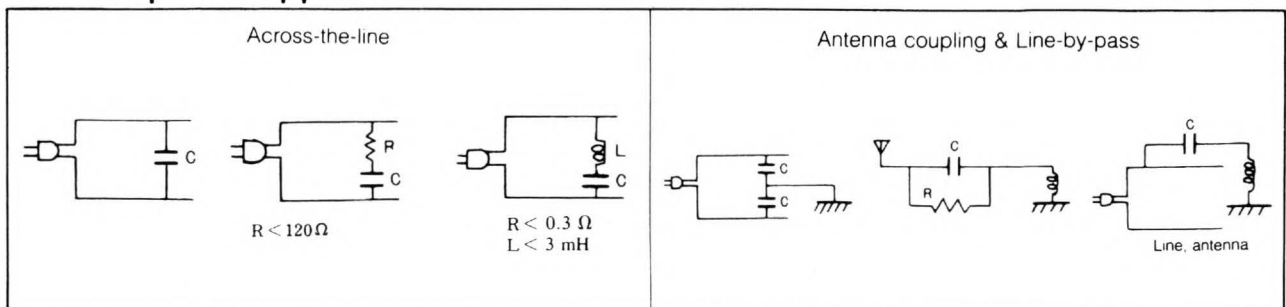 Across-the-line
C
R
C
R < 120Ω
L
C
R < 0.3 Ω
L < 3 mH
Antenna coupling & Line-by-pass
C
C
C
R
C
Line, antenna